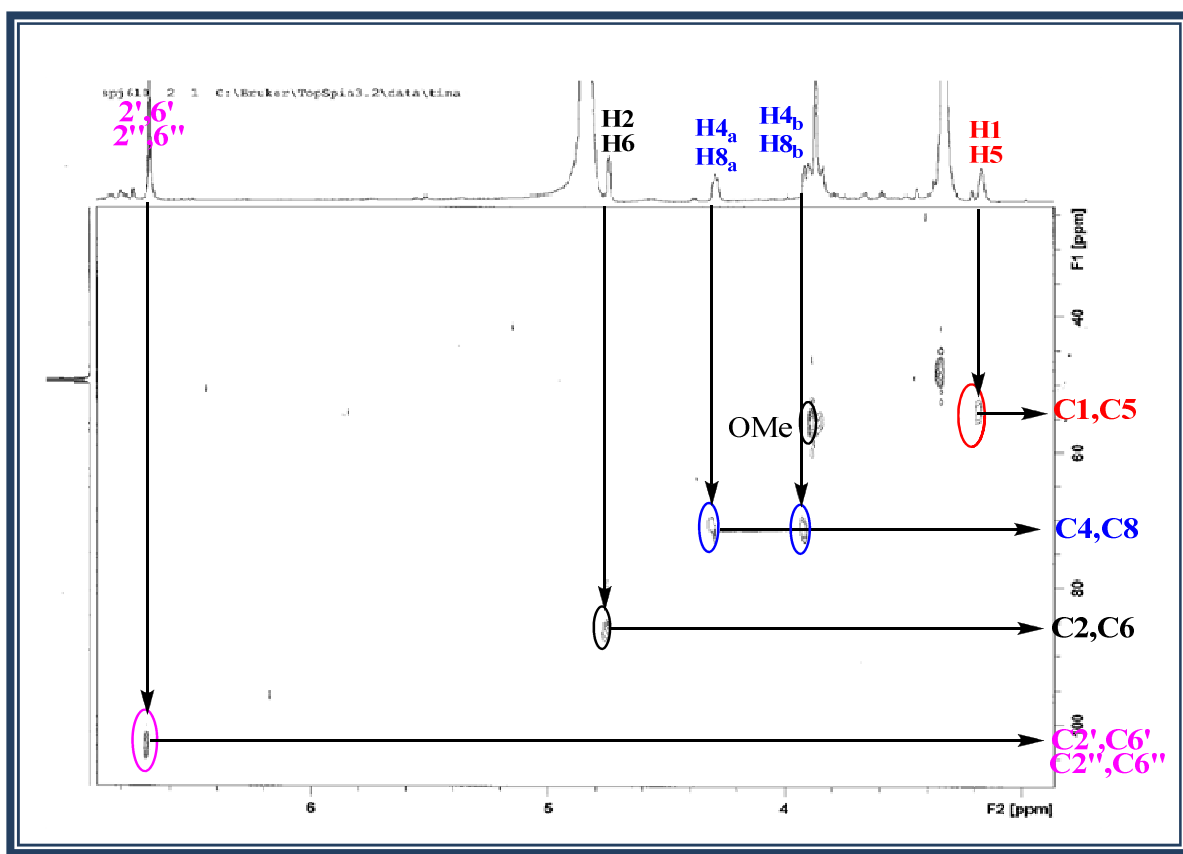 spj610 2 1 C:\Bruker\TopSpin3.2\data\tima
2',6'
2'',6''
H2
H6
H4a
H8a
H4b
H8b
H1
H5
F1 [ppm]
40
60
80
100
OMe
C1,C5
C4,C8
C2,C6
C2',C6'
C2'',C6''
6
5
4
F2 [ppm]